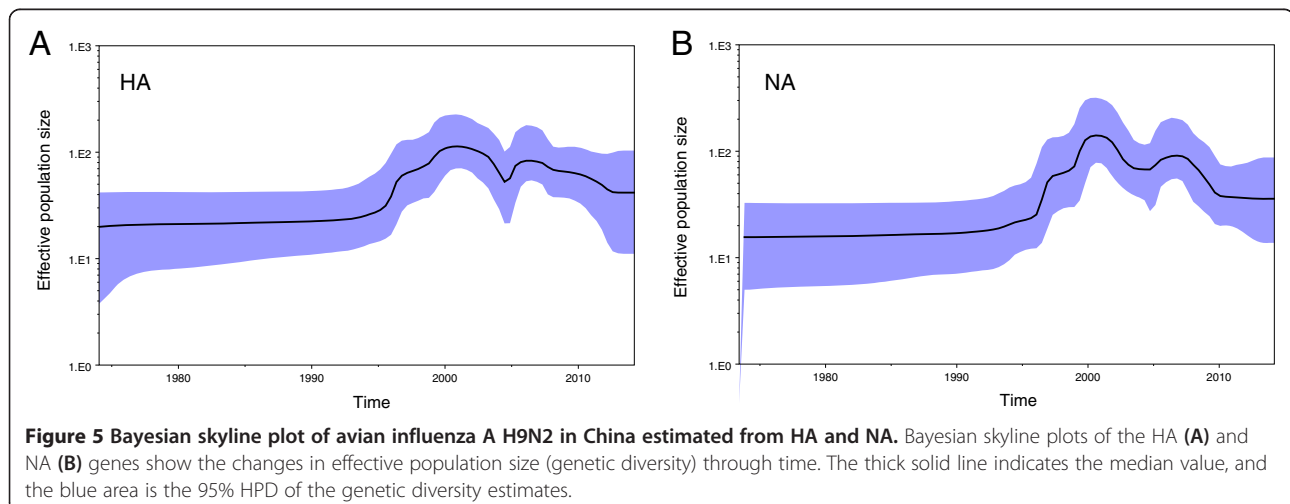 A
HA
Effective population size
1.E3
1.E2
1.E1
1.E0
1980
1990
2000
2010
Time
B
NA
Effective population size
1.E3
1.E2
1.E1
1.E0
1980
1990
2000
2010
Time
Figure 5 Bayesian skyline plot of avian influenza A H9N2 in China estimated from HA and NA. Bayesian skyline plots of the HA (A) and
NA (B) genes show the changes in effective population size (genetic diversity) through time. The thick solid line indicates the median value, and
the blue area is the 95% HPD of the genetic diversity estimates.